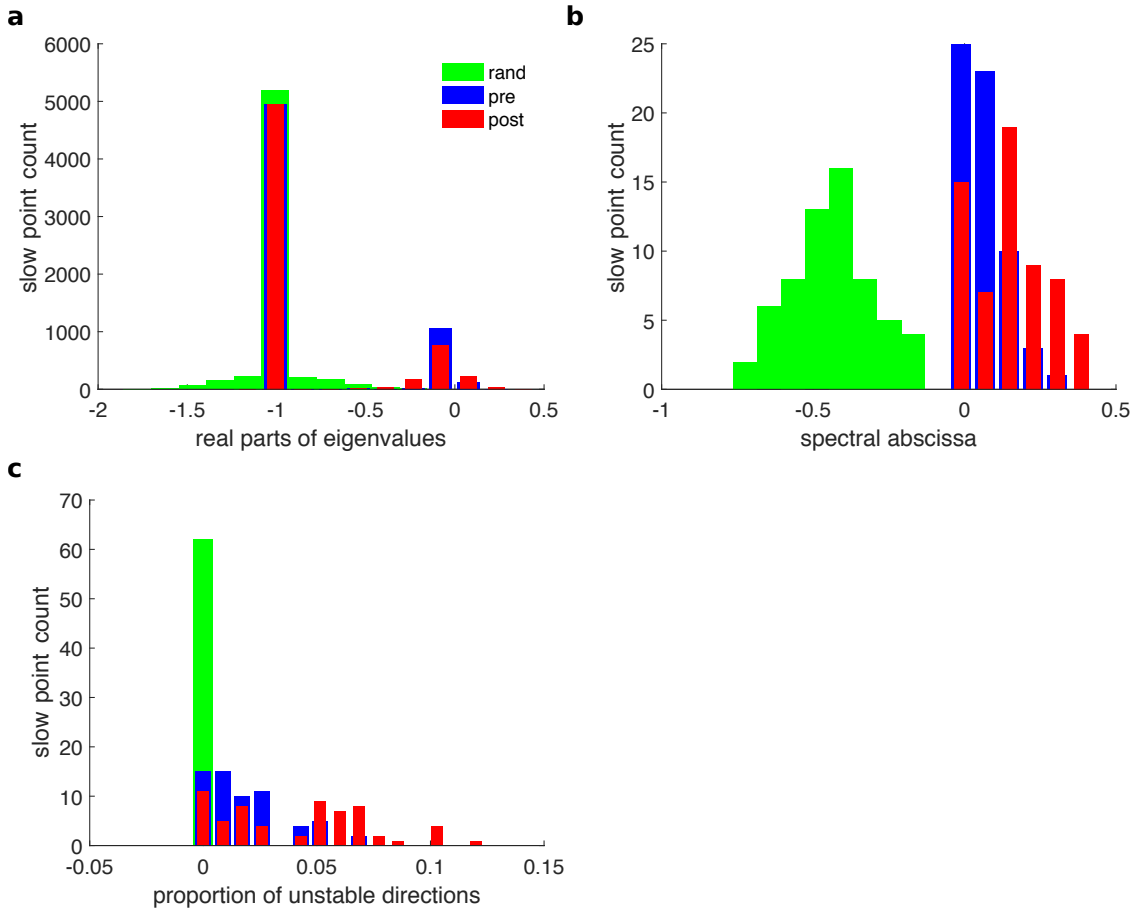 a
6000
5000
4000
3000
2000
1000
0
slow point count
-2 -1.5 -1 -0.5 0 0.5
real parts of eigenvalues
rand
pre
post
b
25
20
15
10
5
0
slow point count
-1 -0.5 0 0.5
spectral abscissa
c
70
60
50
40
30
20
10
0
slow point count
-0.05 0 0.05 0.1 0.15
proportion of unstable directions